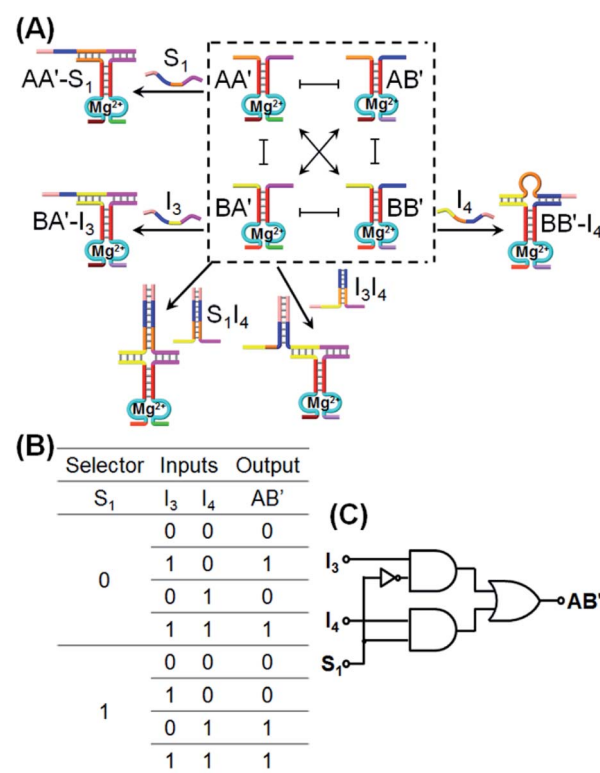 (A)
S1
AA'-S1
AA'
AB'
Mg2+
Mg2+
Mg2+
I3
BA'-I3
BA'
BB'
I4
BB'-I4
Mg2+
Mg2+
Mg2+
Mg2+
S1I4
I3I4
Mg2+
Mg2+
(B)
Selector Inputs Output
S1 I3 I4 AB'
0
0 0 0
1 0 1
0 1 0
1 1 1
1
0 0 0
1 0 0
0 1 1
1 1 1
(C)
I3
I4
S1
AB'